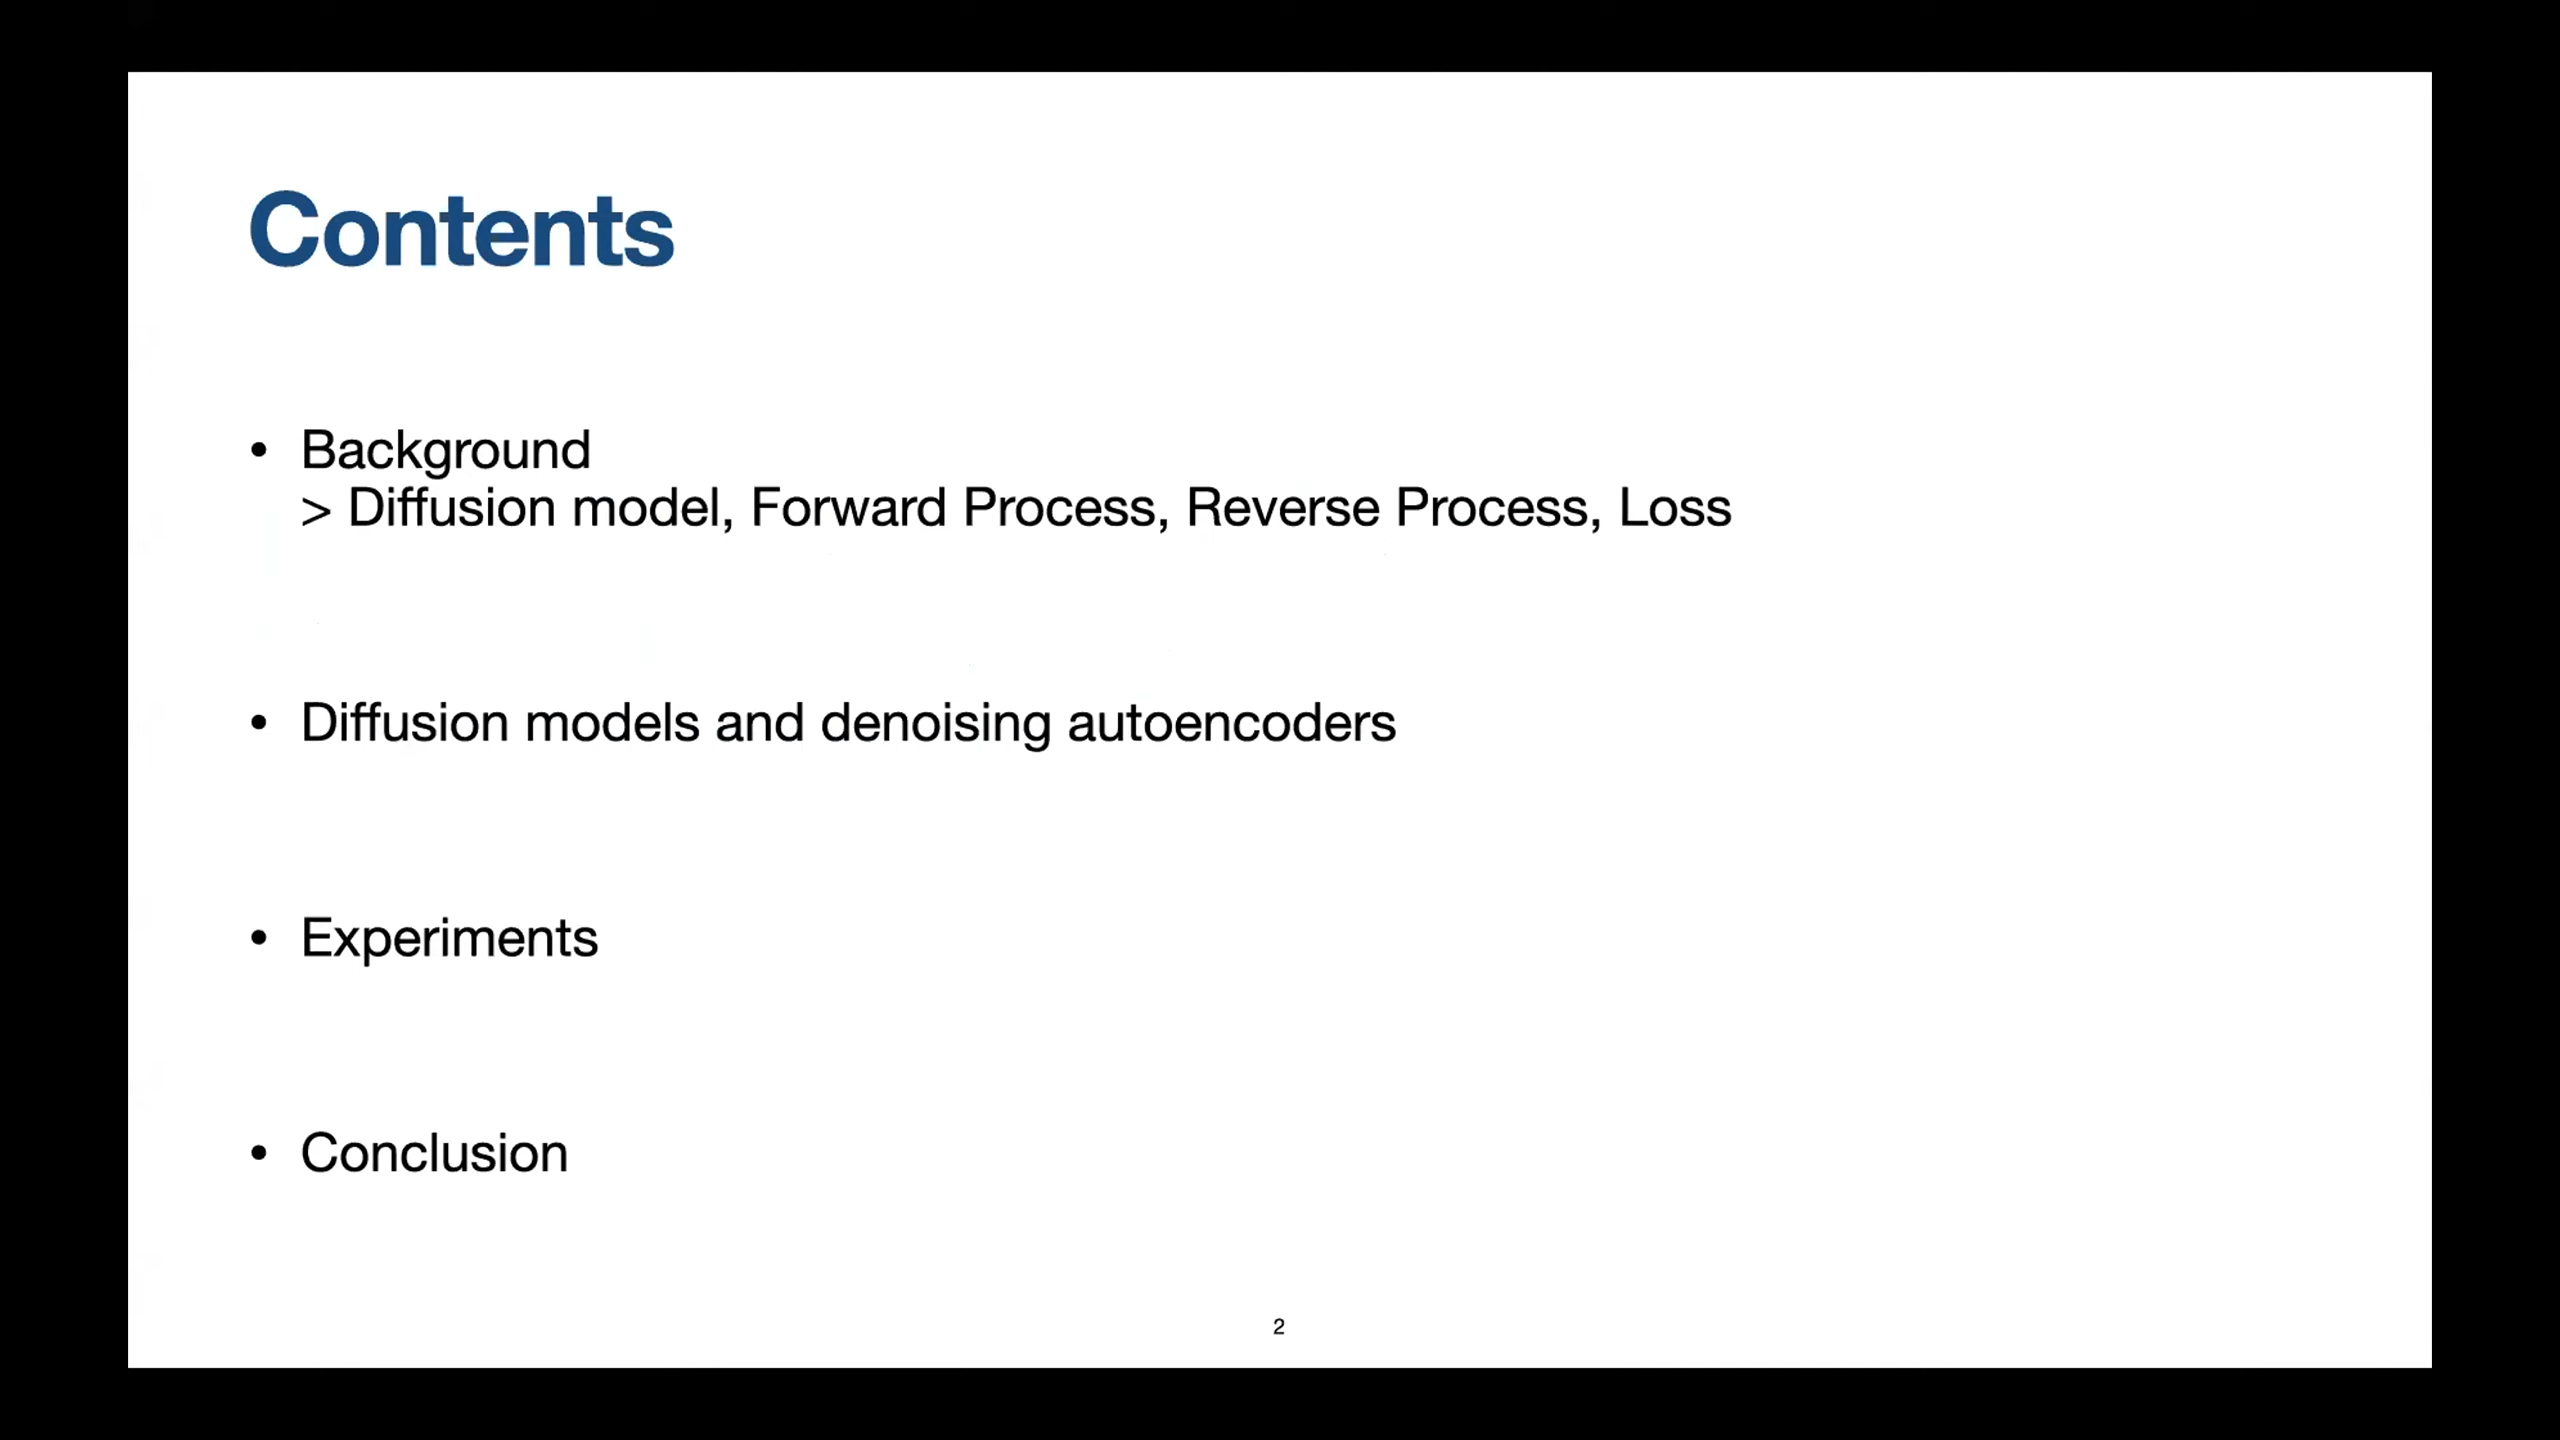 Contents
• Background
> Diffusion model, Forward Process, Reverse Process, Loss
• Diffusion models and denoising autoencoders
• Experiments
• Conclusion
2